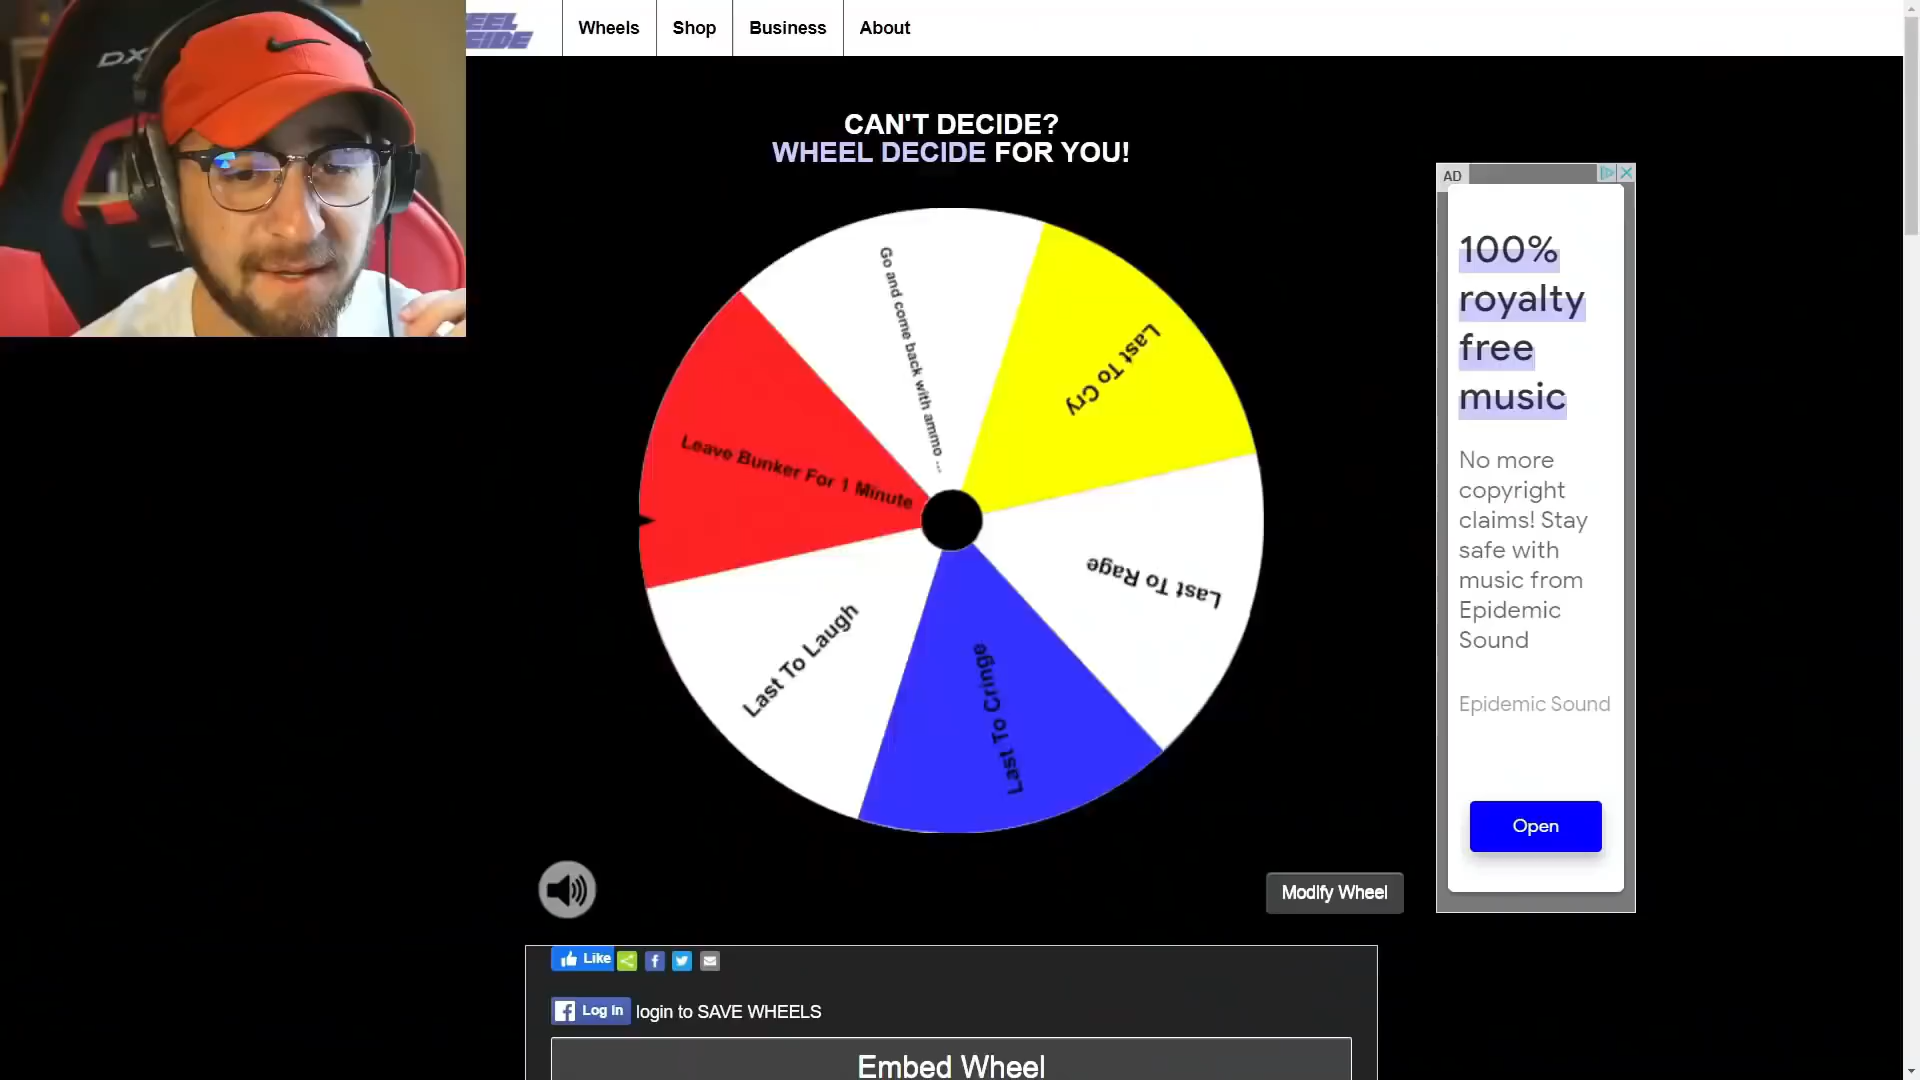 DX
EEL
CIDE
Wheels
Shop
Business
About
CAN'T DECIDE?
WHEEL DECIDE FOR YOU!
Go and come back with ammo ...
Last To Cry
Leave Bunker For 1 Minute
Last To Rage
Last To Laugh
Last To Cringe
AD
100%
royalty
free
music
No more
copyright
claims! Stay
safe with
music from
Epidemic
Sound
Epidemic Sound
Open
Modify Wheel
Like
Log In login to SAVE WHEELS
Embed Wheel